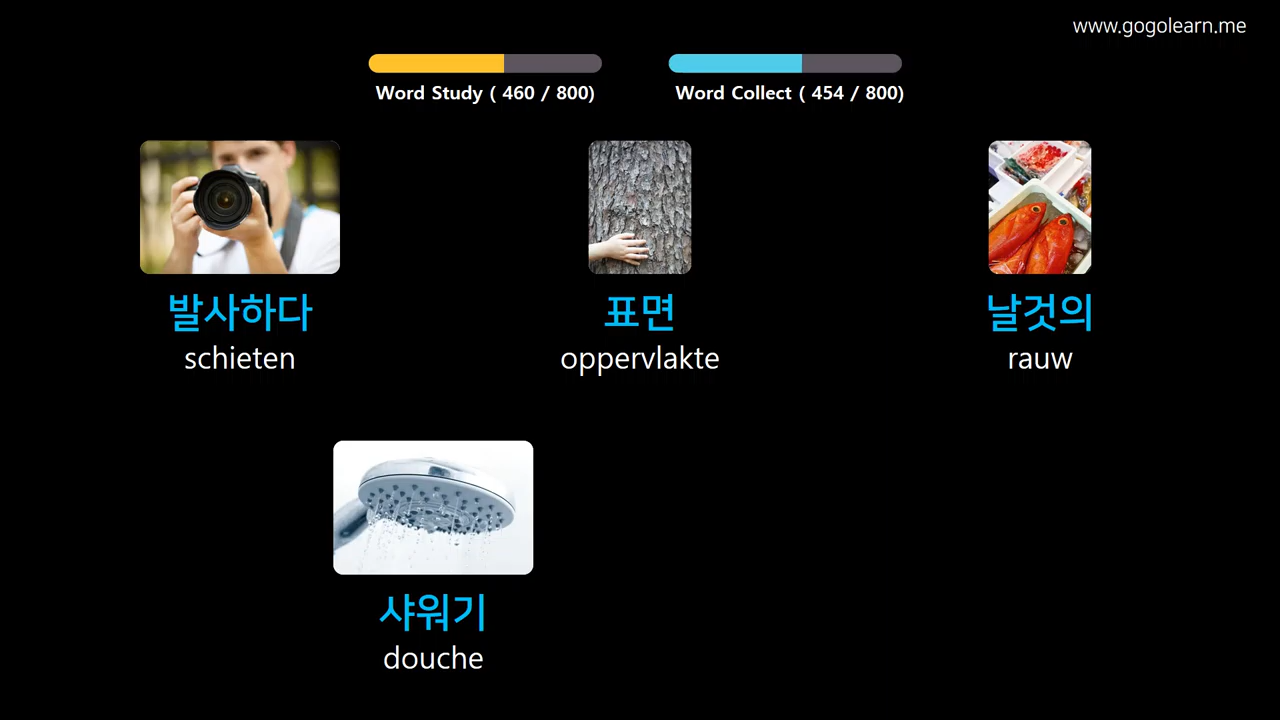 www.gogolearn.me
Word Study ( 460 / 800)
Word Collect ( 454 / 800)
발사하다
schieten
표면
oppervlakte
날것의
rauw
샤워기
douche